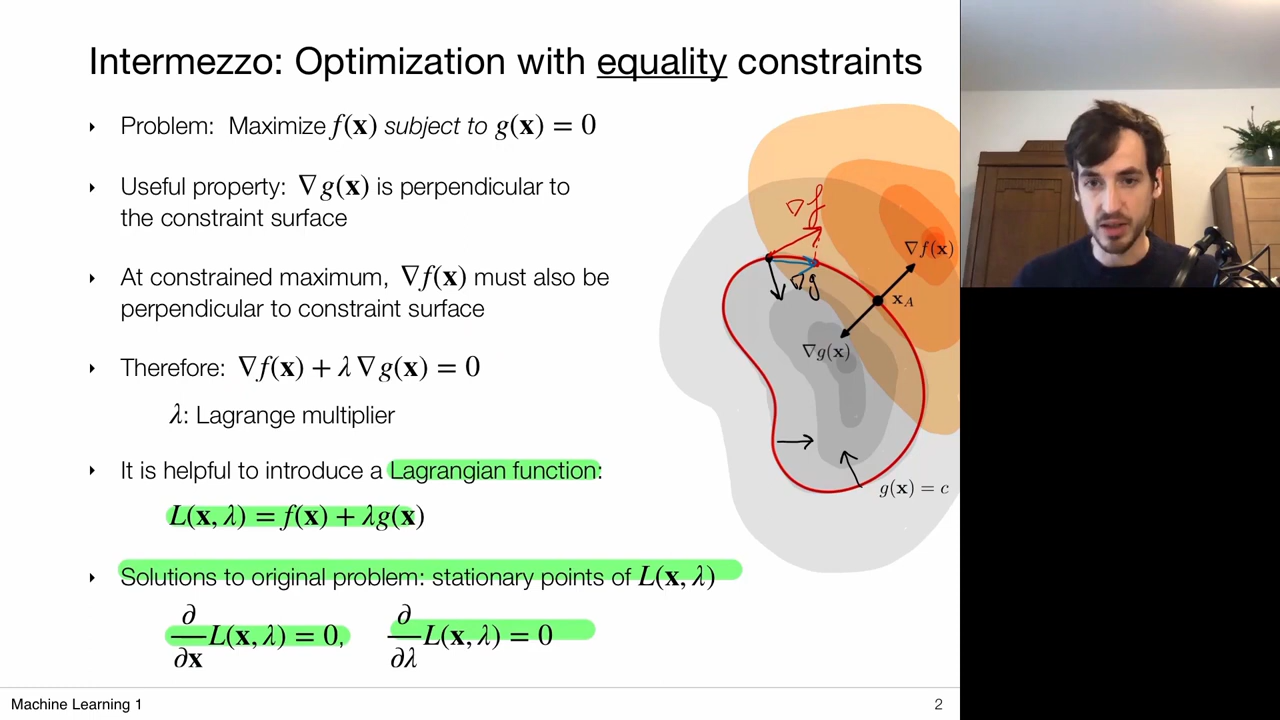 Intermezzo: Optimization with equality constraints
‣ Problem: Maximize f(x) subject to g(x) = 0
‣ Useful property: ∇g(x) is perpendicular to
the constraint surface
‣ At constrained maximum, ∇f(x) must also be
perpendicular to constraint surface
‣ Therefore: ∇f(x) + λ∇g(x) = 0
λ: Lagrange multiplier
‣ It is helpful to introduce a Lagrangian function:
L(x, λ) = f(x) + λg(x)
‣ Solutions to original problem: stationary points of L(x, λ)
∂/∂x L(x, λ) = 0, ∂/∂λ L(x, λ) = 0
∇f
∇g
∇f(x)
x_A
∇g(x)
g(x) = c
Machine Learning 1
2